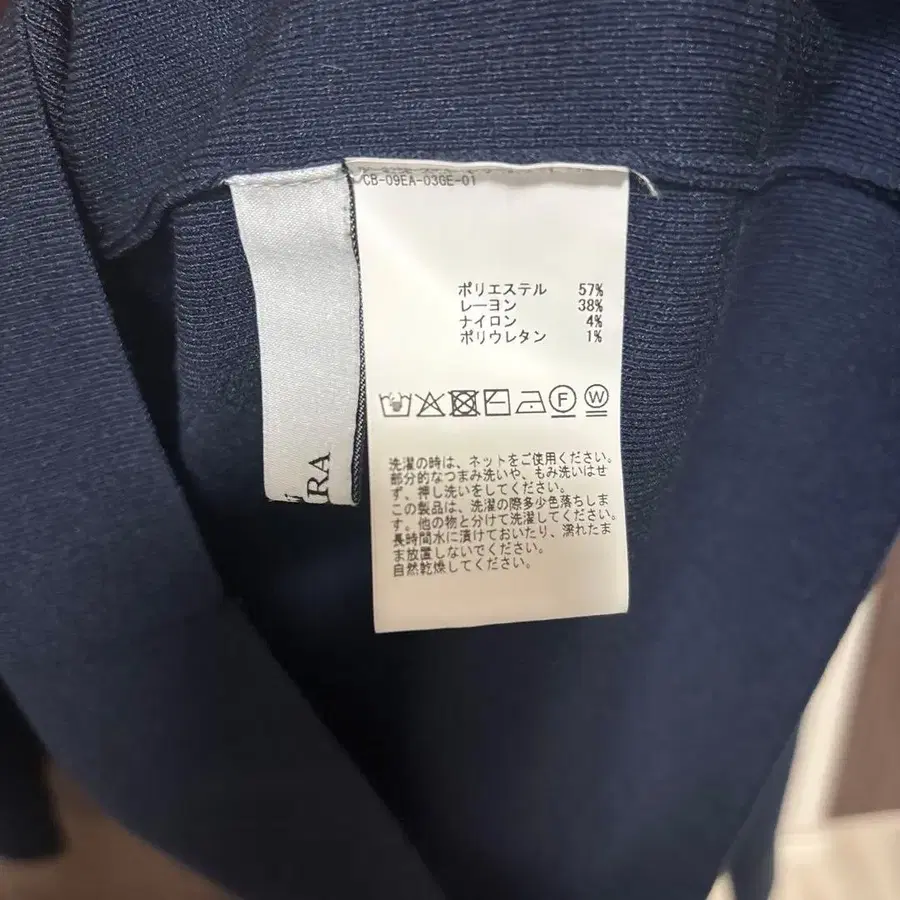 CB-09EA-03GE-01
ポリエステル 57%
レーヨン 38%
ナイロン 4%
ポリウレタン 1%
F W
洗濯の時は、ネットをご使用ください。
部分的なつまみ洗いや、もみ洗いはせ
ず、押し洗いをしてください。
この製品は、洗濯の際多少色落ちしま
す。他の物と分けて洗濯してください。
長時間水に漬けておいたり、濡れたま
ま放置しないでください。
自然乾燥してください。
RA